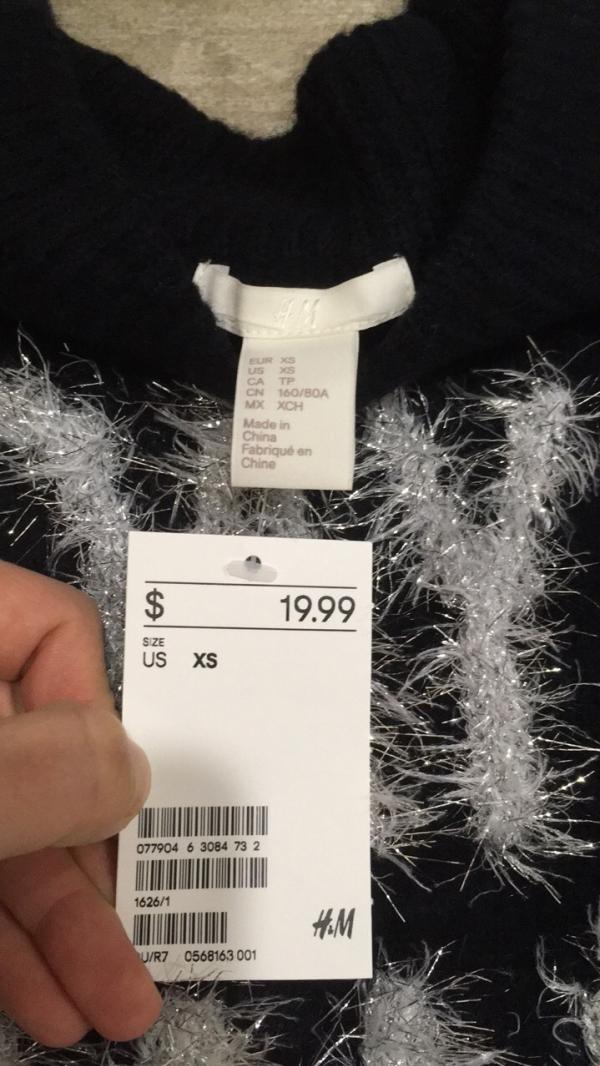 H&M
EUR XS
US XS
CA TP
CN 160/80A
MX XCH
Made in
China
Fabriqué en
Chine
$ 19.99
SIZE
US XS
077904 6 3084 73 2
1626/1
H&M
U/R7 0568163 001